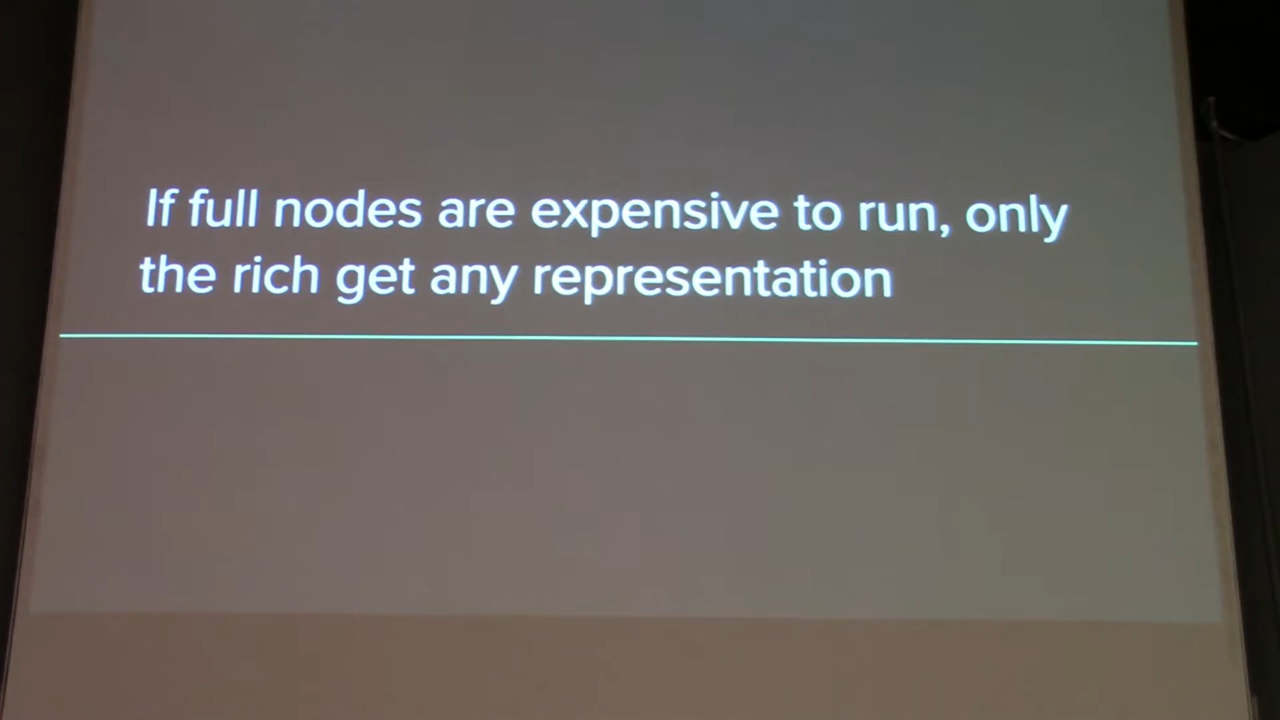 If full nodes are expensive to run, only
the rich get any representation